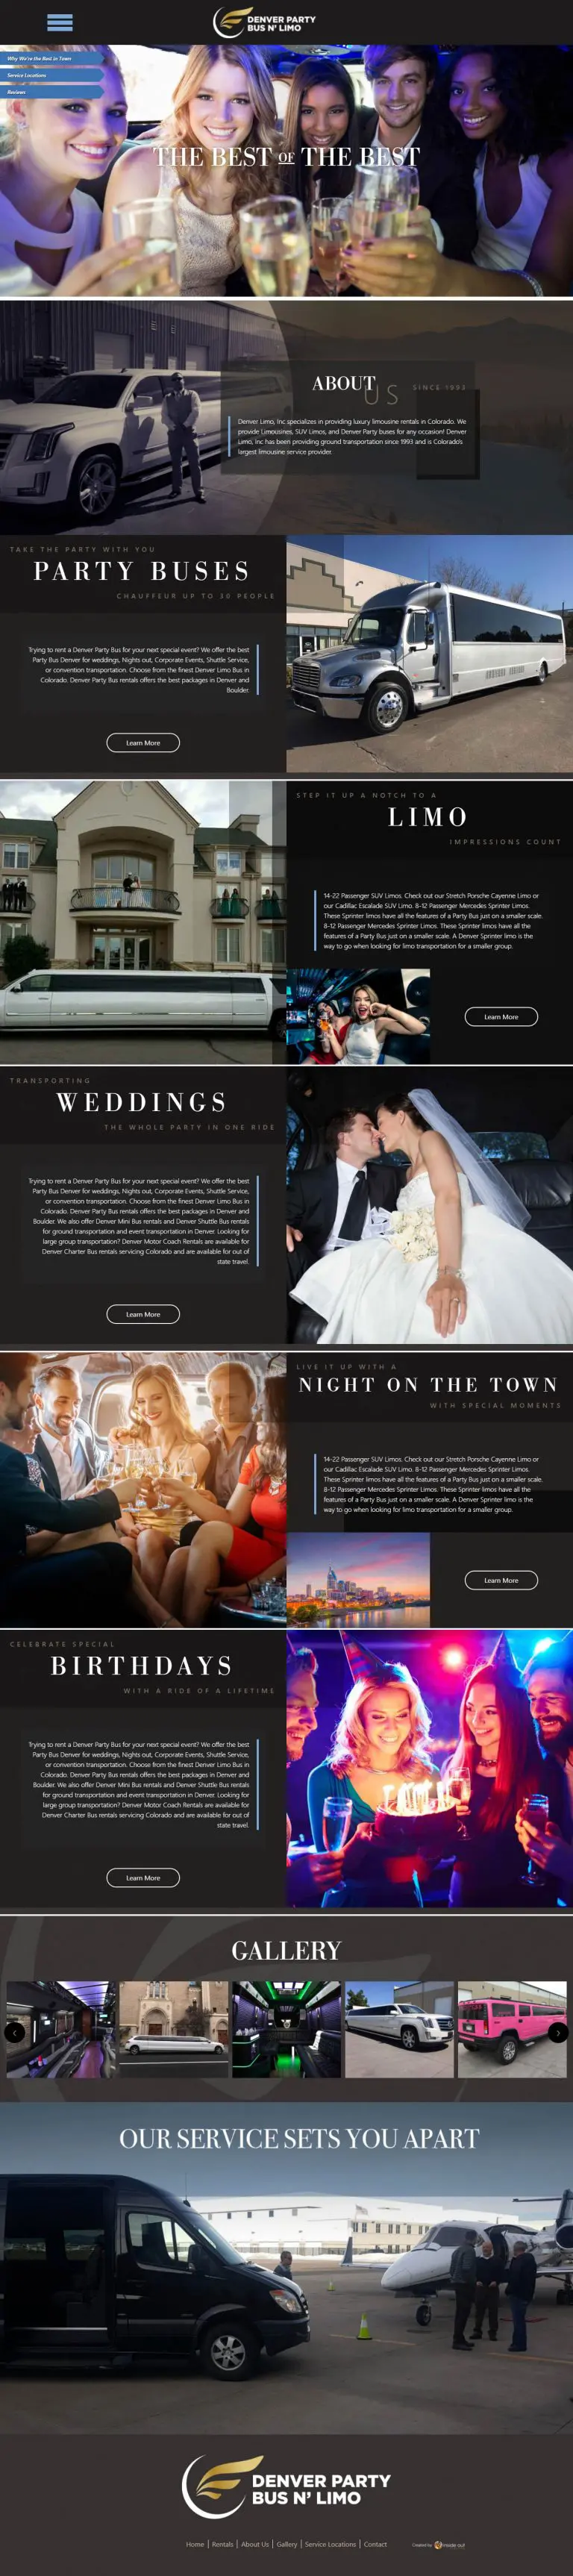 DENVER PARTY
BUS N' LIMO
Why We're the Best in Town
Service Locations
Reviews
THE BEST OF THE BEST
ABOUT
US
SINCE 1993
Denver Limo, Inc specializes in providing luxury limousine rentals in Colorado. We
provide Limousines, SUV Limos, and Denver Party buses for any occasion! Denver
Limo, Inc has been providing ground transportation since 1993 and is Colorado's
largest limousine service provider.
TAKE THE PARTY WITH YOU
PARTY BUSES
CHAUFFEUR UP TO 30 PEOPLE
Trying to rent a Denver Party Bus for your next special event? We offer the best
Party Bus Denver for weddings, Nights out, Corporate Events, Shuttle Service,
or convention transportation. Choose from the finest Denver Limo Bus in
Colorado. Denver Party Bus rentals offers the best packages in Denver and
Boulder.
Learn More
STEP IT UP A NOTCH TO A
LIMO
IMPRESSIONS COUNT
14-22 Passenger SUV Limos. Check out our Stretch Porsche Cayenne Limo or
our Cadillac Escalade SUV Limo. 8-12 Passenger Mercedes Sprinter Limos.
These Sprinter limos have all the features of a Party Bus just on a smaller scale.
8-12 Passenger Mercedes Sprinter Limos. These Sprinter limos have all the
features of a Party Bus just on a smaller scale. A Denver Sprinter limo is the
way to go when looking for limo transportation for a smaller group.
Learn More
TRANSPORTING
WEDDINGS
THE WHOLE PARTY IN ONE RIDE
Trying to rent a Denver Party Bus for your next special event? We offer the best
Party Bus Denver for weddings, Nights out, Corporate Events, Shuttle Service,
or convention transportation. Choose from the finest Denver Limo Bus in
Colorado. Denver Party Bus rentals offers the best packages in Denver and
Boulder. We also offer Denver Mini Bus rentals and Denver Shuttle Bus rentals
for ground transportation and event transportation in Denver. Looking for
large group transportation? Denver Motor Coach Rentals are available for
Denver Charter Bus rentals servicing Colorado and are available for out of
state travel.
Learn More
LIVE IT UP WITH A
NIGHT ON THE TOWN
WITH SPECIAL MOMENTS
14-22 Passenger SUV Limos. Check out our Stretch Porsche Cayenne Limo or
our Cadillac Escalade SUV Limo. 8-12 Passenger Mercedes Sprinter Limos.
These Sprinter limos have all the features of a Party Bus just on a smaller scale.
8-12 Passenger Mercedes Sprinter Limos. These Sprinter limos have all the
features of a Party Bus just on a smaller scale. A Denver Sprinter limo is the
way to go when looking for limo transportation for a smaller group.
Learn More
CELEBRATE SPECIAL
BIRTHDAYS
WITH A RIDE OF A LIFETIME
Trying to rent a Denver Party Bus for your next special event? We offer the best
Party Bus Denver for weddings, Nights out, Corporate Events, Shuttle Service,
or convention transportation. Choose from the finest Denver Limo Bus in
Colorado. Denver Party Bus rentals offers the best packages in Denver and
Boulder. We also offer Denver Mini Bus rentals and Denver Shuttle Bus rentals
for ground transportation and event transportation in Denver. Looking for
large group transportation? Denver Motor Coach Rentals are available for
Denver Charter Bus rentals servicing Colorado and are available for out of
state travel.
Learn More
GALLERY
OUR SERVICE SETS YOU APART
DENVER PARTY
BUS N' LIMO
Home | Rentals | About Us | Gallery | Service Locations | Contact
Created by inside out